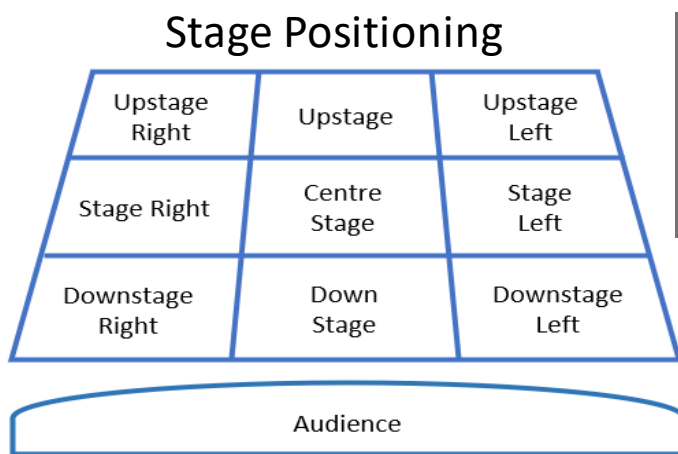 Stage Positioning
Upstage
Right
Upstage
Upstage
Left
Stage Right
Centre
Stage
Stage
Left
Downstage
Right
Down
Stage
Downstage
Left
Audience